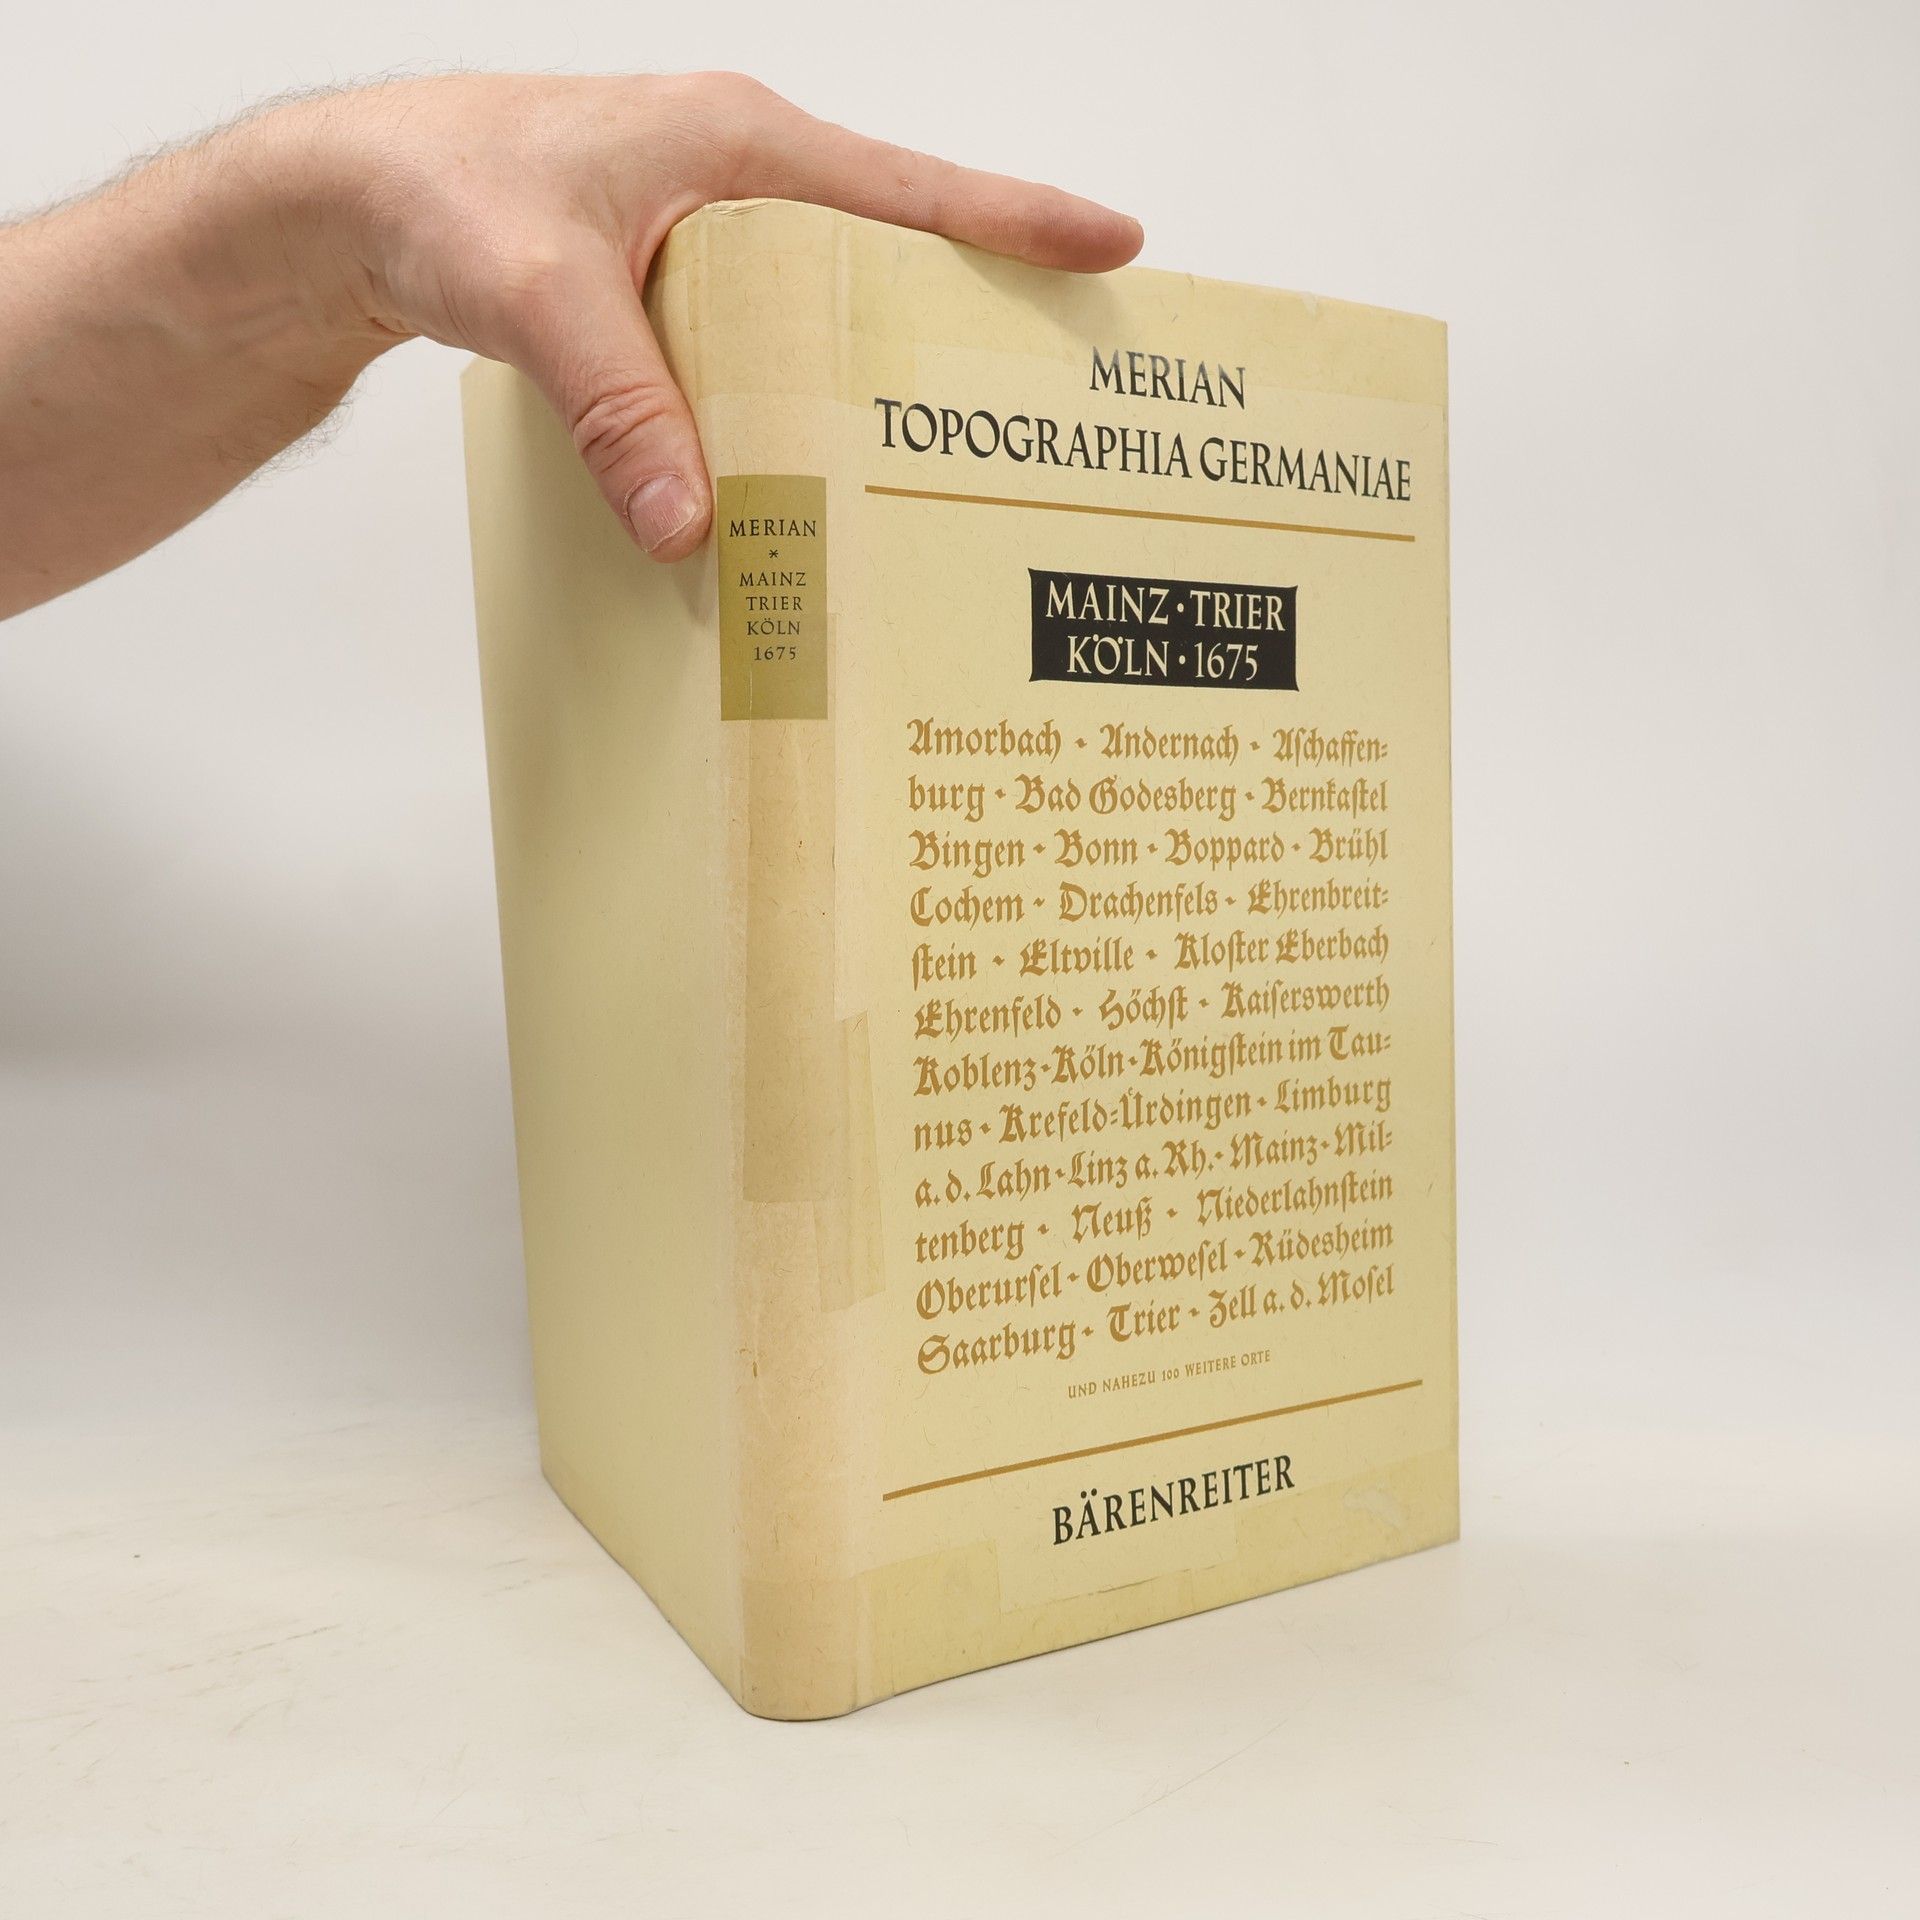 MERIAN
*
MAINZ
TRIER
KÖLN
1675
MERIAN
TOPOGRAPHIA GERMANIAE
MAINZ · TRIER
KÖLN · 1675
Amorbach · Andernach · Aſchaffen-
burg · Bad Godesberg · Bernkaſtel
Bingen · Bonn · Boppard · Brühl
Cochem · Drachenfels · Ehrenbreit-
ſtein · Eltville · Kloſter Eberbach
Ehrenfeld · Höchſt · Kaiſerswerth
Koblenz · Köln · Königſtein im Tau-
nus · Krefeld-Ürdingen · Limburg
a. d. Lahn · Linz a. Rh. · Mainz · Mil-
tenberg · Neuß · Niederlahnſtein
Oberurſel · Oberweſel · Rüdesheim
Saarburg · Trier · Zell a. d. Moſel
UND NAHEZU 100 WEITERE ORTE
BÄRENREITER